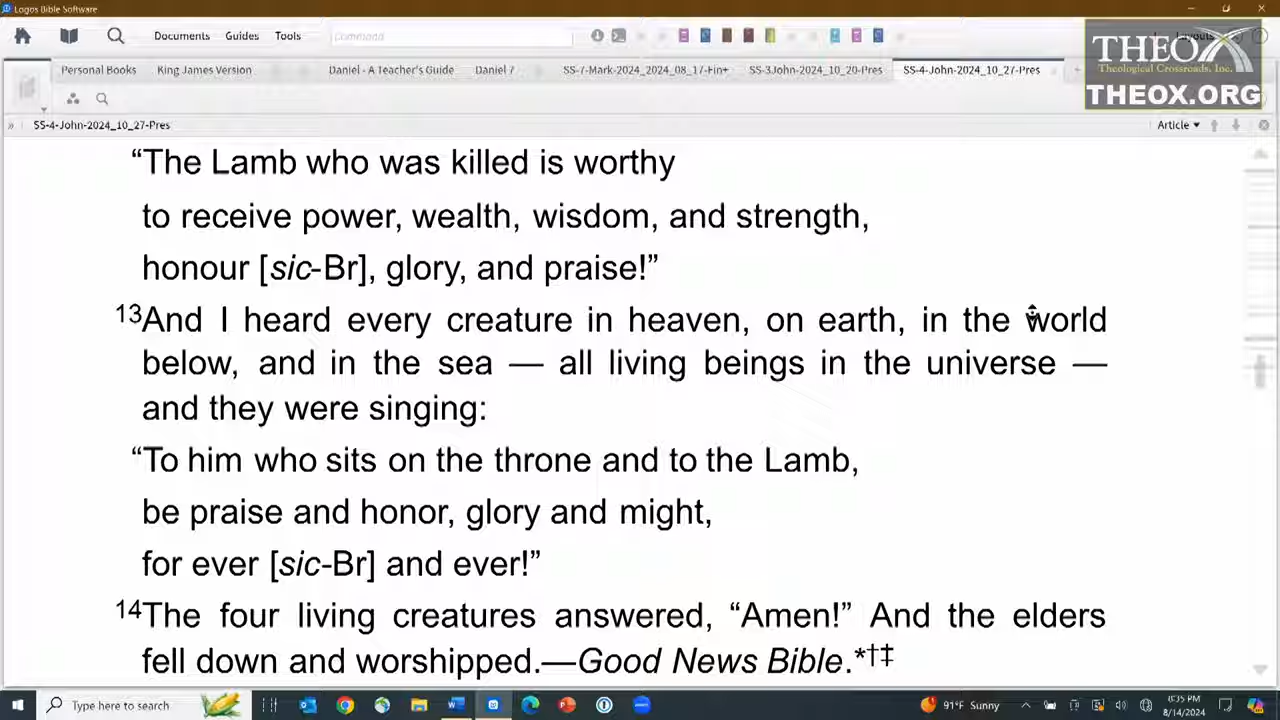 Logos Bible Software
Documents Guides Tools Command Layouts
THEOX
Theological Crossroads, Inc.
THEOX.ORG
Personal Books King James Version SS-7-Mark-2024_2024_08_17-Fin+ SS-3John-2024_10_20-Pres SS-4-John-2024_10_27-Pres
» SS-4-John-2024_10_27-Pres Article
“The Lamb who was killed is worthy
to receive power, wealth, wisdom, and strength,
honour [sic-Br], glory, and praise!”
13And I heard every creature in heaven, on earth, in the world
below, and in the sea — all living beings in the universe —
and they were singing:
“To him who sits on the throne and to the Lamb,
be praise and honor, glory and might,
for ever [sic-Br] and ever!”
14The four living creatures answered, “Amen!” And the elders
fell down and worshipped.—Good News Bible.*†‡
Type here to search 91°F Sunny 8:35 PM
8/14/2024